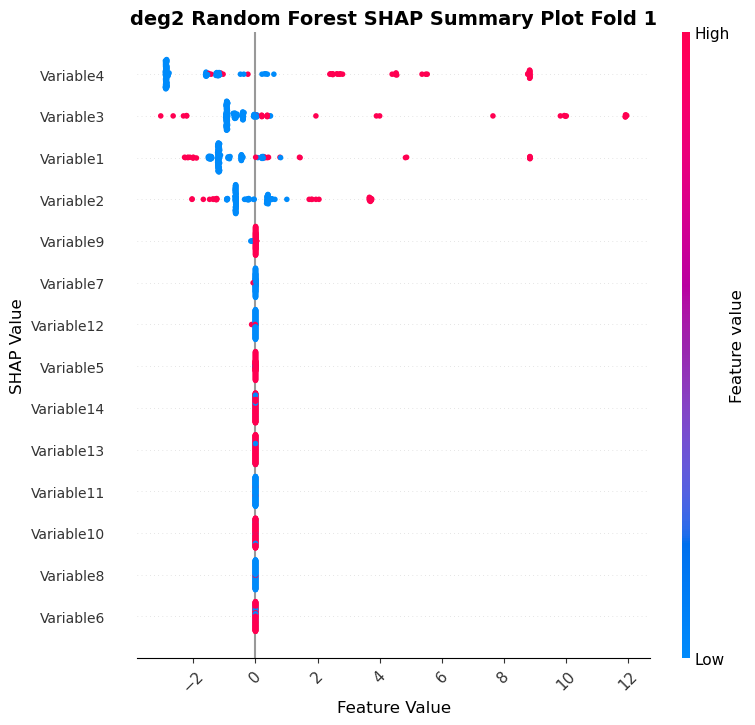 deg2 Random Forest SHAP Summary Plot Fold 1
High
Variable4
Variable3
Variable1
Variable2
Variable9
Variable7
Variable12
Variable5
Variable14
Variable13
Variable11
Variable10
Variable8
Variable6
SHAP Value
Feature value
Low
−2
0
2
4
6
8
10
12
Feature Value